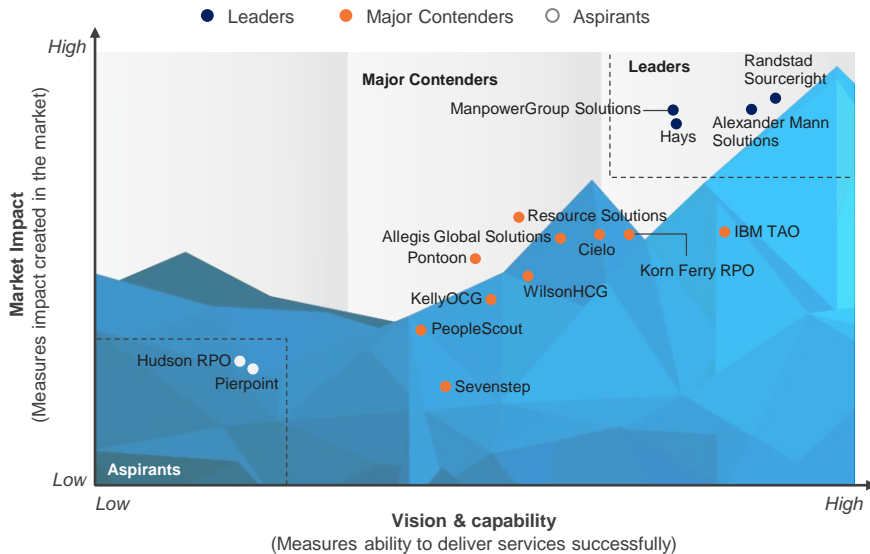 Leaders
Major Contenders
Aspirants
High
Market Impact
(Measures impact created in the market)
Low
Major Contenders
Leaders
Randstad
Sourceright
ManpowerGroup Solutions
Hays
Alexander Mann
Solutions
Resource Solutions
Allegis Global Solutions
Cielo
IBM TAO
Pontoon
Korn Ferry RPO
WilsonHCG
KellyOCG
PeopleScout
Hudson RPO
Pierpoint
Sevenstep
Aspirants
Low
High
Vision & capability
(Measures ability to deliver services successfully)